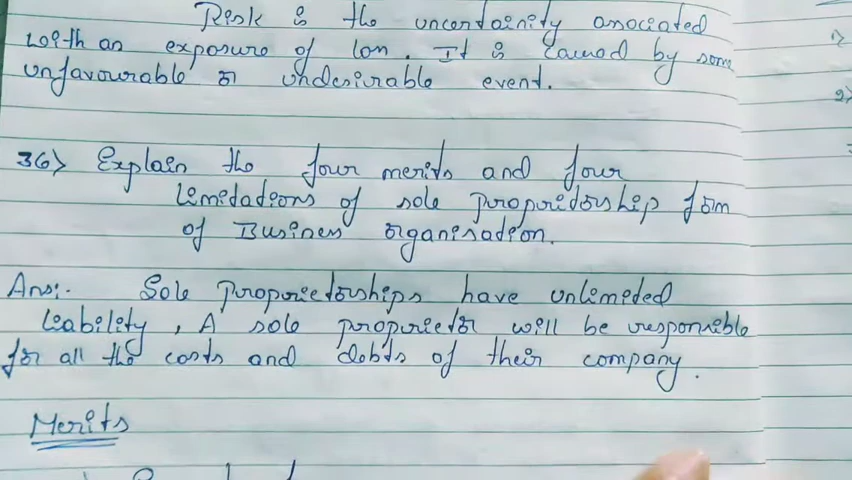 Risk is the uncertainity associated
with an exposure of loss. It is caused by some
unfavourable or undesirable event.
36> Explain the four merits and four
limitations of sole proprietorship form
of Business organisation.
Ans:- Sole proprietorships have unlimited
liability, A sole proprietor will be responsible
for all the costs and debts of their company.
Merits
1)
2)